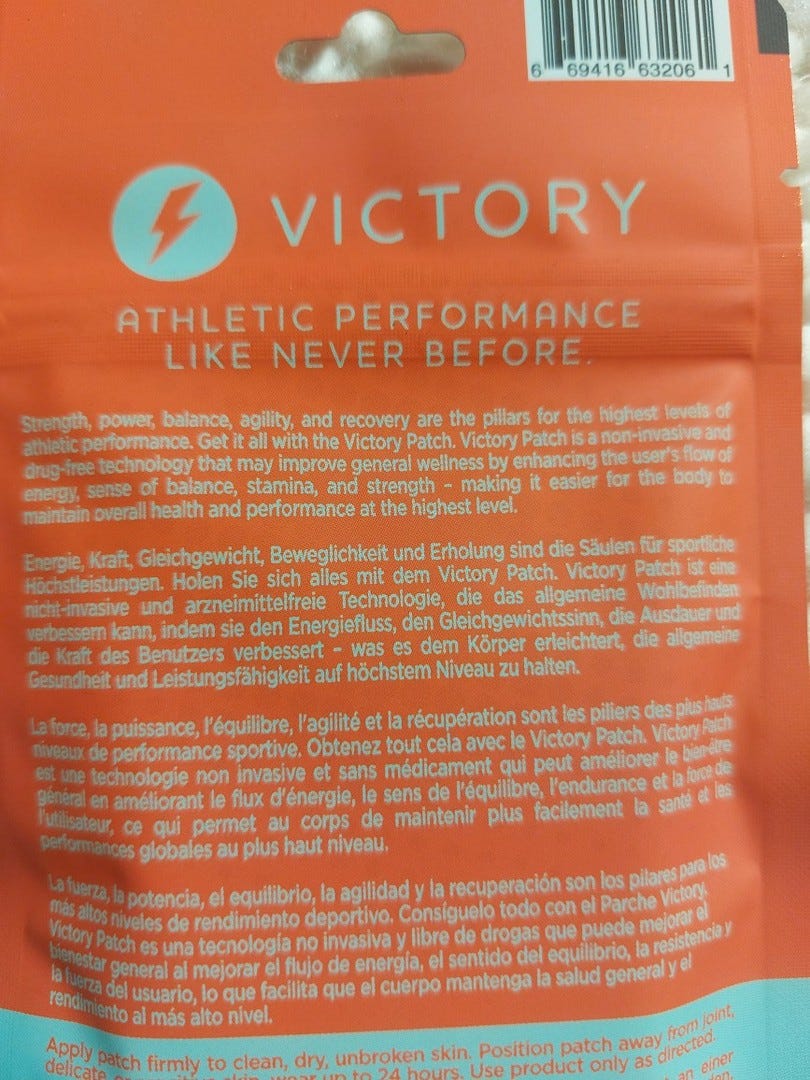 6 69416 63206 1
VICTORY
ATHLETIC PERFORMANCE
LIKE NEVER BEFORE.
Strength, power, balance, agility, and recovery are the pillars for the highest levels of
athletic performance. Get it all with the Victory Patch. Victory Patch is a non-invasive and
drug-free technology that may improve general wellness by enhancing the user's flow of
energy, sense of balance, stamina, and strength – making it easier for the body to
maintain overall health and performance at the highest level.
Energie, Kraft, Gleichgewicht, Beweglichkeit und Erholung sind die Säulen für sportliche
Höchstleistungen. Holen Sie sich alles mit dem Victory Patch. Victory Patch ist eine
nicht-invasive und arzneimittelfreie Technologie, die das allgemeine Wohlbefinden
verbessern kann, indem sie den Energiefluss, den Gleichgewichtssinn, die Ausdauer und
die Kraft des Benutzers verbessert – was es dem Körper erleichtert, die allgemeine
Gesundheit und Leistungsfähigkeit auf höchstem Niveau zu halten.
La force, la puissance, l'équilibre, l'agilité et la récupération sont les piliers des plus hauts
niveaux de performance sportive. Obtenez tout cela avec le Victory Patch. Victory Patch
est une technologie non invasive et sans médicament qui peut améliorer le bien-être
général en améliorant le flux d'énergie, le sens de l'équilibre, l'endurance et la force de
l'utilisateur, ce qui permet au corps de maintenir plus facilement la santé et les
performances globales au plus haut niveau.
La fuerza, la potencia, el equilibrio, la agilidad y la recuperación son los pilares para los
más altos niveles de rendimiento deportivo. Consíguelo todo con el Parche Victory.
Victory Patch es una tecnología no invasiva y libre de drogas que puede mejorar el
bienestar general al mejorar el flujo de energía, el sentido del equilibrio, la resistencia y
la fuerza del usuario, lo que facilita que el cuerpo mantenga la salud general y el
rendimiento al más alto nivel.
Apply patch firmly to clean, dry, unbroken skin. Position patch away from joint,
delicate or sensitive skin, wear up to 24 hours. Use product only as directed.
an einer